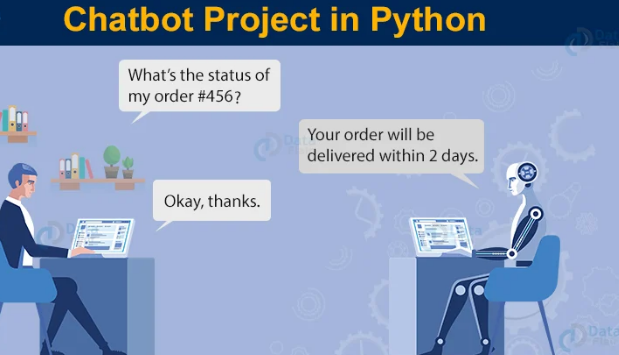 Chatbot Project in Python
What's the status of
my order #456?
Your order will be
delivered within 2 days.
Okay, thanks.